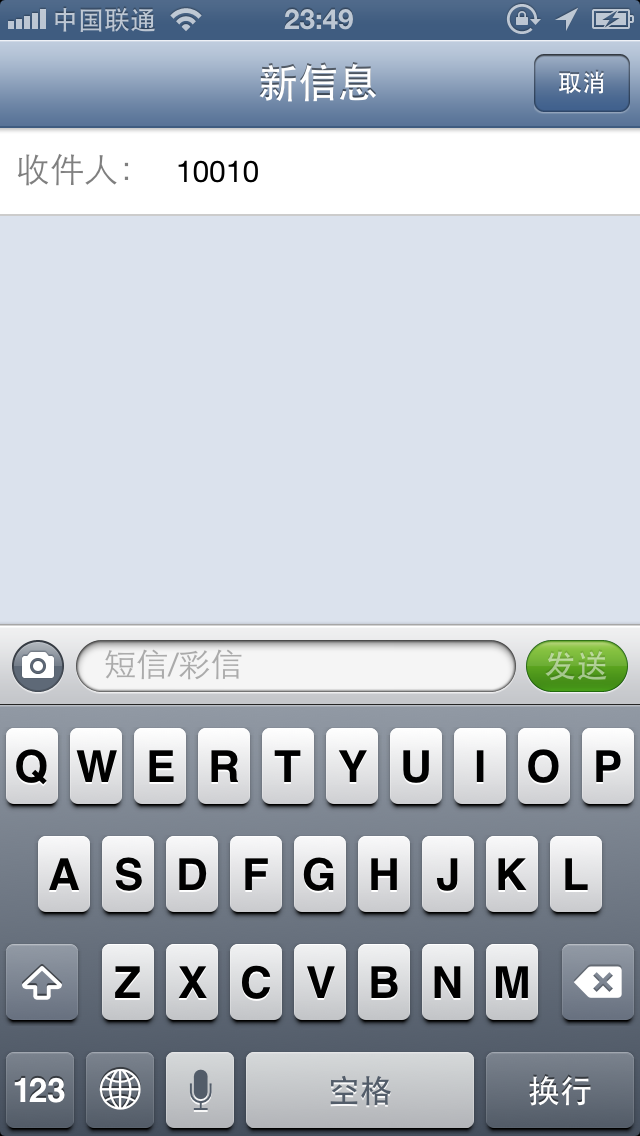 中国联通 23:49
新信息 取消
收件人： 10010
短信/彩信 发送
Q W E R T Y U I O P
A S D F G H J K L
Z X C V B N M
123 空格 换行